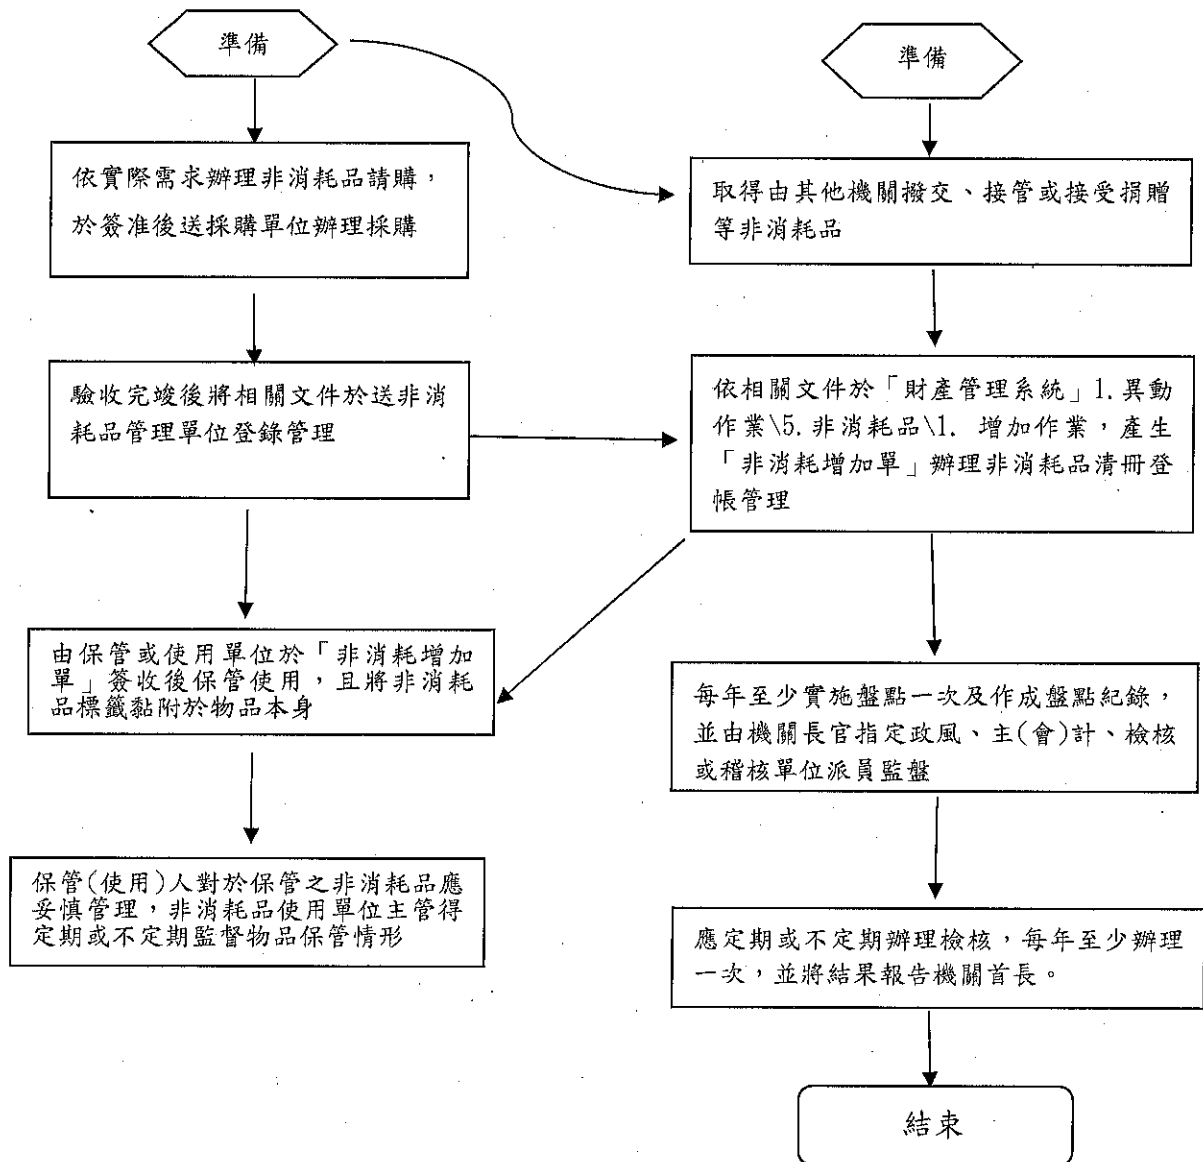 準備
依實際需求辦理非消耗品請購，
於簽准後送採購單位辦理採購
驗收完竣後將相關文件於送非消
耗品管理單位登錄管理
由保管或使用單位於「非消耗增加
單」簽收後保管使用，且將非消耗
品標籤黏附於物品本身
保管(使用)人對於保管之非消耗品應
妥慎管理，非消耗品使用單位主管得
定期或不定期監督物品保管情形
準備
取得由其他機關撥交、接管或接受捐贈
等非消耗品
依相關文件於「財產管理系統」1.異動
作業\5.非消耗品\1. 增加作業，產生
「非消耗增加單」辦理非消耗品清冊登
帳管理
每年至少實施盤點一次及作成盤點紀錄，
並由機關長官指定政風、主(會)計、檢核
或稽核單位派員監盤
應定期或不定期辦理檢核，每年至少辦理
一次，並將結果報告機關首長。
結束